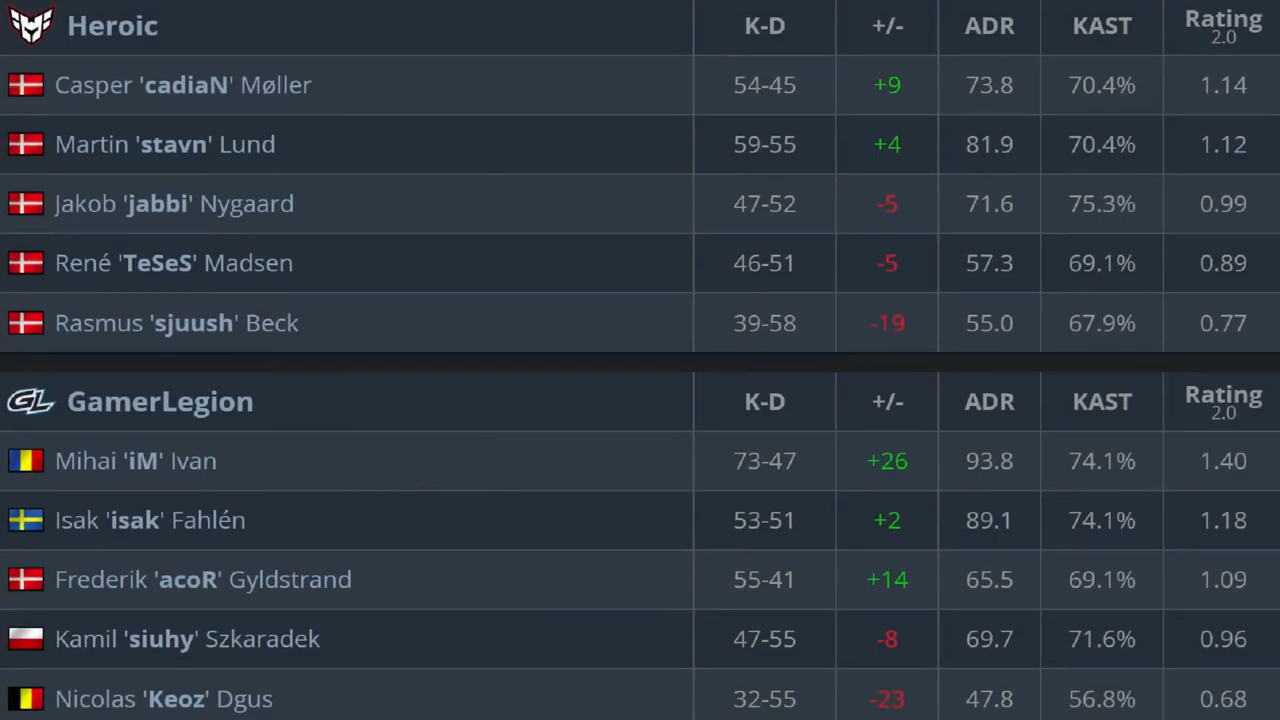 Heroic K-D +/- ADR KAST Rating 2.0
Casper 'cadiaN' Møller 54-45 +9 73.8 70.4% 1.14
Martin 'stavn' Lund 59-55 +4 81.9 70.4% 1.12
Jakob 'jabbi' Nygaard 47-52 -5 71.6 75.3% 0.99
René 'TeSeS' Madsen 46-51 -5 57.3 69.1% 0.89
Rasmus 'sjuush' Beck 39-58 -19 55.0 67.9% 0.77
GL GamerLegion K-D +/- ADR KAST Rating 2.0
Mihai 'iM' Ivan 73-47 +26 93.8 74.1% 1.40
Isak 'isak' Fahlén 53-51 +2 89.1 74.1% 1.18
Frederik 'acoR' Gyldstrand 55-41 +14 65.5 69.1% 1.09
Kamil 'siuhy' Szkaradek 47-55 -8 69.7 71.6% 0.96
Nicolas 'Keoz' Dgus 32-55 -23 47.8 56.8% 0.68